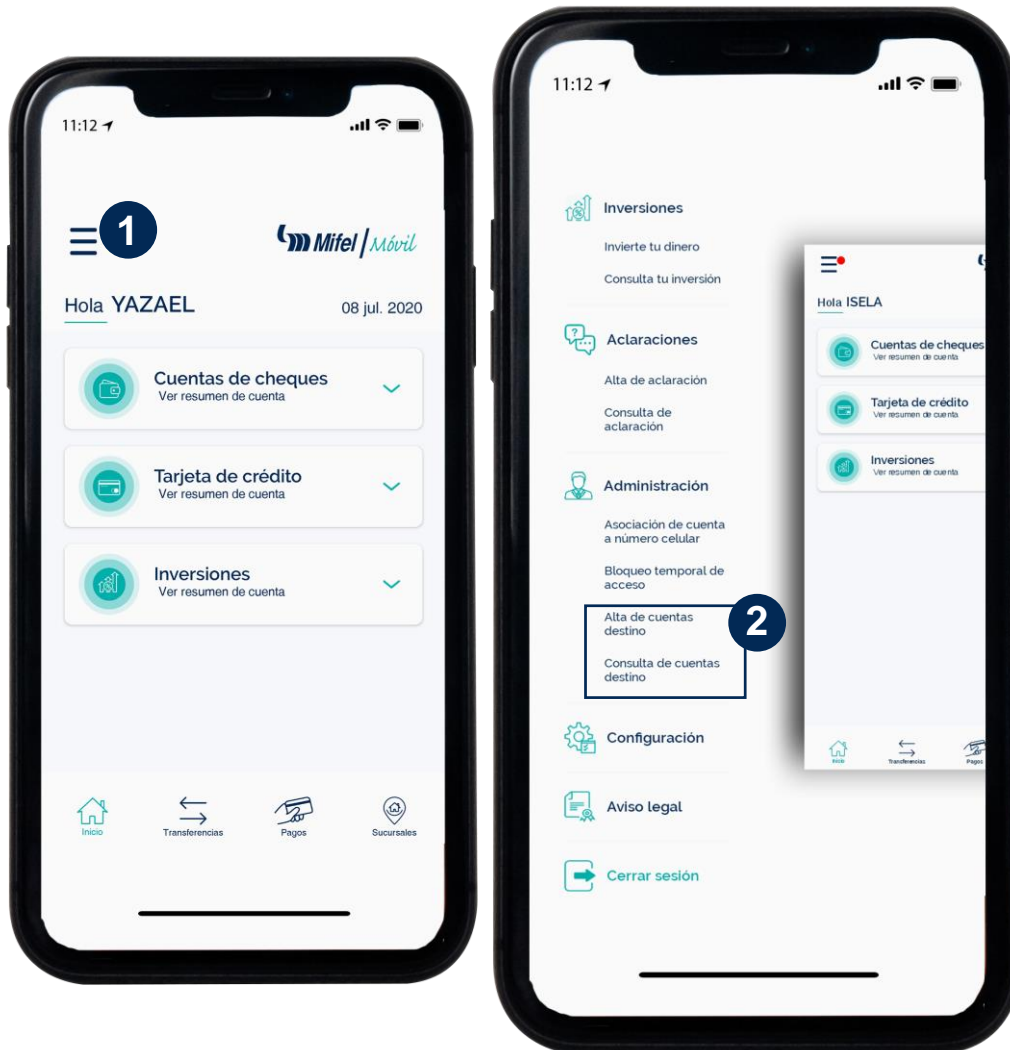 11:12
1
Mifel | Móvil
Hola YAZAEL
08 jul. 2020
Cuentas de cheques
Ver resumen de cuenta
Tarjeta de crédito
Ver resumen de cuenta
Inversiones
Ver resumen de cuenta
Inicio
Transferencias
Pagos
Sucursales
11:12
Inversiones
Invierte tu dinero
Consulta tu inversión
Aclaraciones
Alta de aclaración
Consulta de
aclaración
Administración
Asociación de cuenta
a número celular
Bloqueo temporal de
acceso
Alta de cuentas
destino
2
Consulta de cuentas
destino
Configuración
Aviso legal
Cerrar sesión
Hola ISELA
Cuentas de cheques
Ver resumen de cuenta
Tarjeta de crédito
Ver resumen de cuenta
Inversiones
Ver resumen de cuenta
Inicio
Transferencias
Pagos